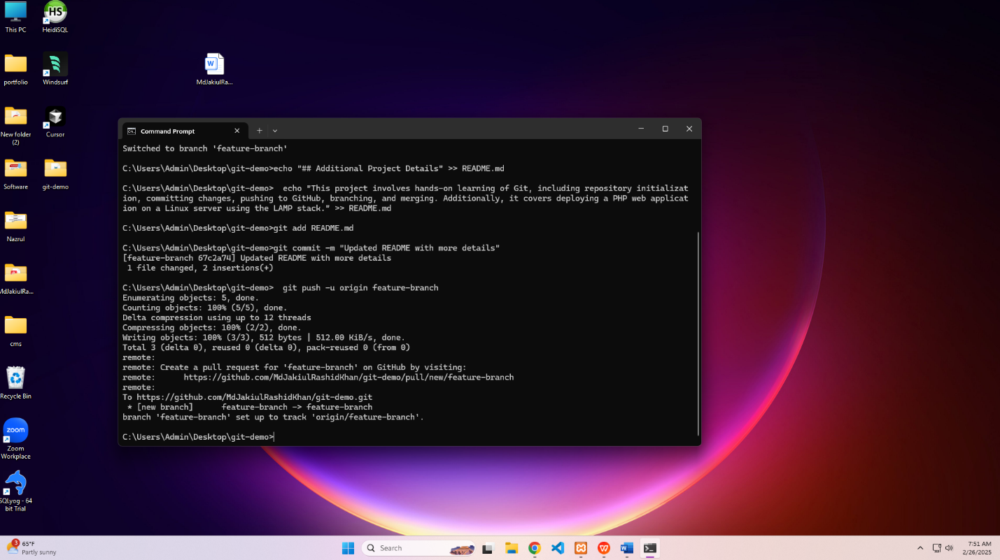 This PC
HeidiSQL
portfolio
Windsurf
W
MdJakiulRa...
New folder
(2)
Cursor
Software
git-demo
Nazrul
MdJakiulRa...
cms
Recycle Bin
zoom
Zoom
Workplace
SQLyog - 64
bit Trial
HS
Command Prompt
Switched to branch 'feature-branch'
C:\Users\Admin\Desktop\git-demo>echo "## Additional Project Details" >> README.md
C:\Users\Admin\Desktop\git-demo>  echo "This project involves hands-on learning of Git, including repository initializat
ion, committing changes, pushing to GitHub, branching, and merging. Additionally, it covers deploying a PHP web applicat
ion on a Linux server using the LAMP stack." >> README.md
C:\Users\Admin\Desktop\git-demo>git add README.md
C:\Users\Admin\Desktop\git-demo>git commit -m "Updated README with more details"
[feature-branch 67c2a74] Updated README with more details
 1 file changed, 2 insertions(+)
C:\Users\Admin\Desktop\git-demo>  git push -u origin feature-branch
Enumerating objects: 5, done.
Counting objects: 100% (5/5), done.
Delta compression using up to 12 threads
Compressing objects: 100% (2/2), done.
Writing objects: 100% (3/3), 512 bytes | 512.00 KiB/s, done.
Total 3 (delta 0), reused 0 (delta 0), pack-reused 0 (from 0)
remote:
remote: Create a pull request for 'feature-branch' on GitHub by visiting:
remote:      https://github.com/MdJakiulRashidKhan/git-demo/pull/new/feature-branch
remote:
To https://github.com/MdJakiulRashidKhan/git-demo.git
 * [new branch]      feature-branch -> feature-branch
branch 'feature-branch' set up to track 'origin/feature-branch'.
C:\Users\Admin\Desktop\git-demo>
3
65°F
Partly sunny
Search
7:51 AM
2/26/2025